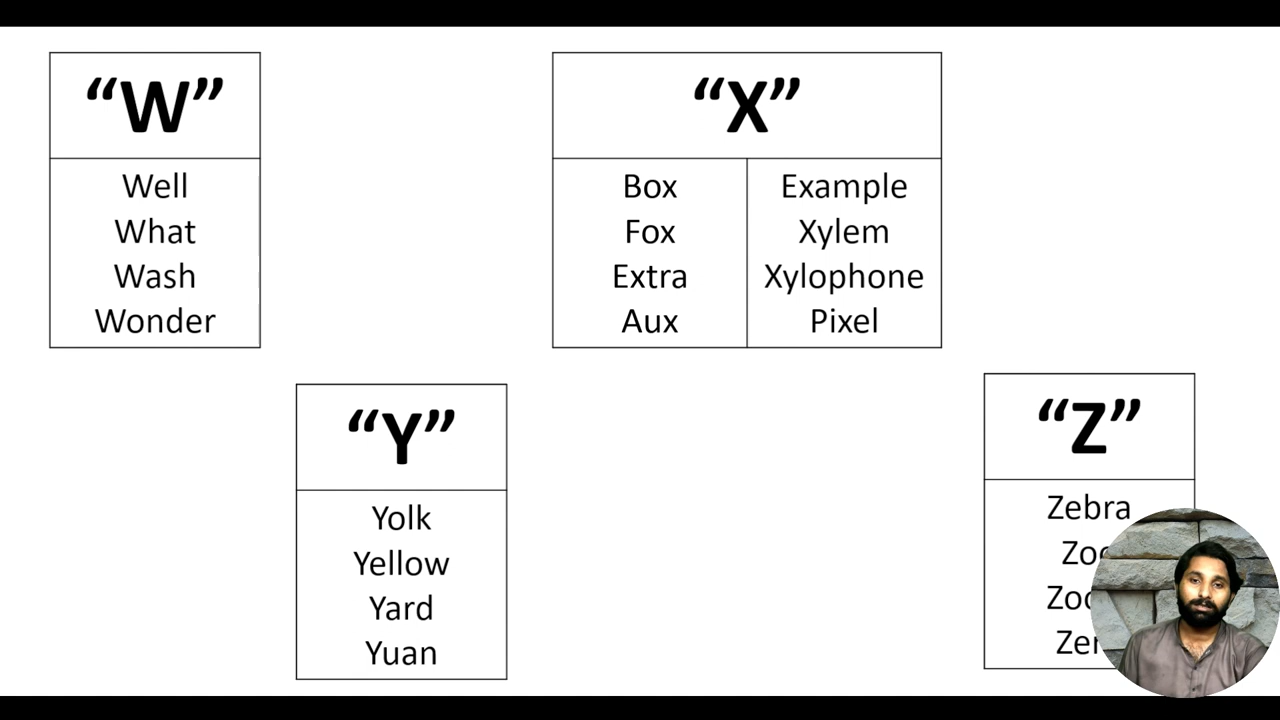 “W”
Well
What
Wash
Wonder
“X”
Box Example
Fox Xylem
Extra Xylophone
Aux Pixel
“Y”
Yolk
Yellow
Yard
Yuan
“Z”
Zebra